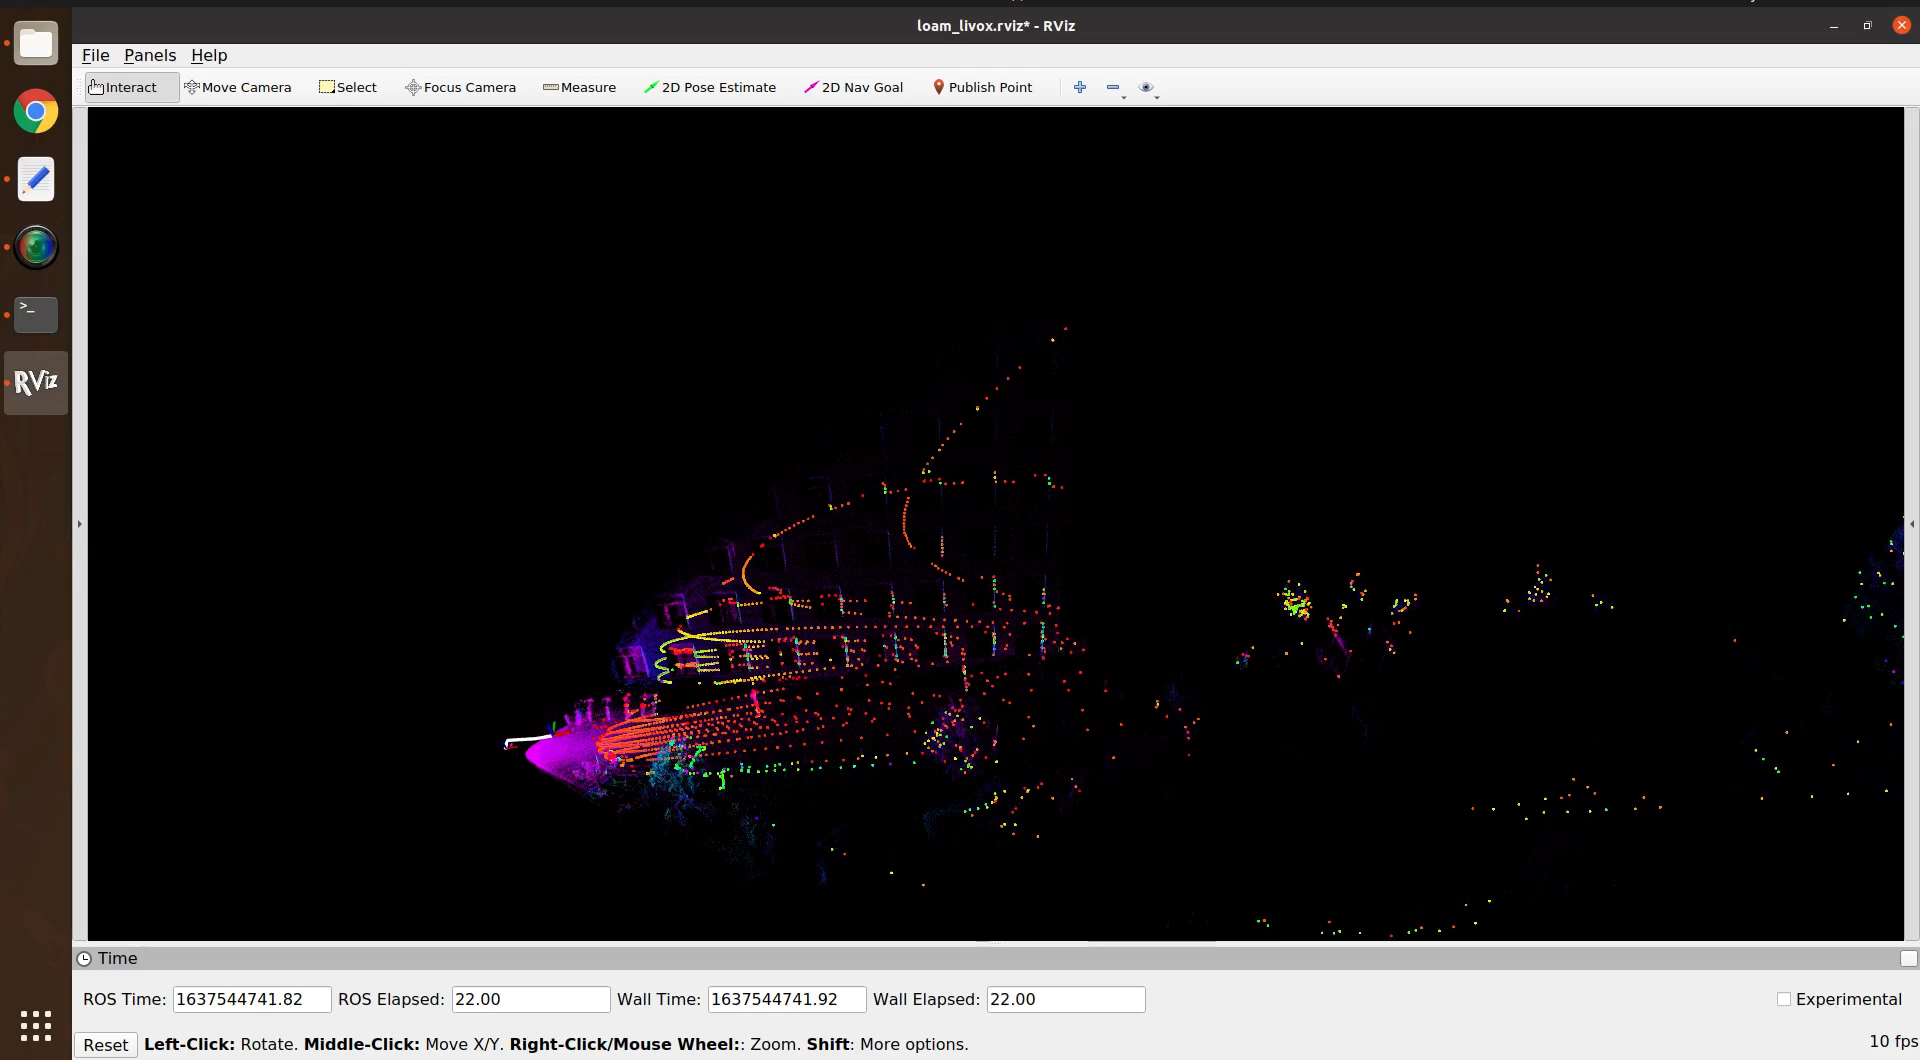 loam_livox.rviz* - RViz
File Panels Help
Interact Move Camera Select Focus Camera Measure 2D Pose Estimate 2D Nav Goal Publish Point
>_
RViz
Time
ROS Time: 1637544741.82 ROS Elapsed: 22.00 Wall Time: 1637544741.92 Wall Elapsed: 22.00 Experimental
Reset Left-Click: Rotate. Middle-Click: Move X/Y. Right-Click/Mouse Wheel:: Zoom. Shift: More options. 10 fps